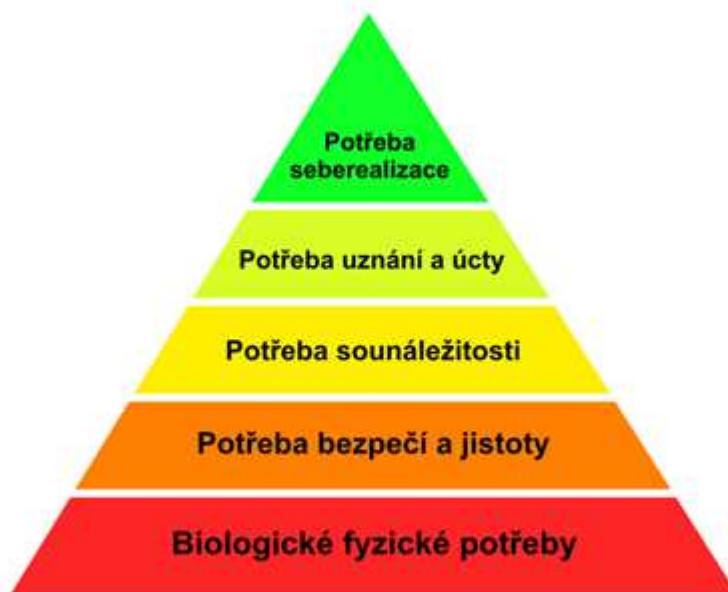 Potřeba
seberealizace
Potřeba uznání a úcty
Potřeba sounáležitosti
Potřeba bezpečí a jistoty
Biologické fyzické potřeby